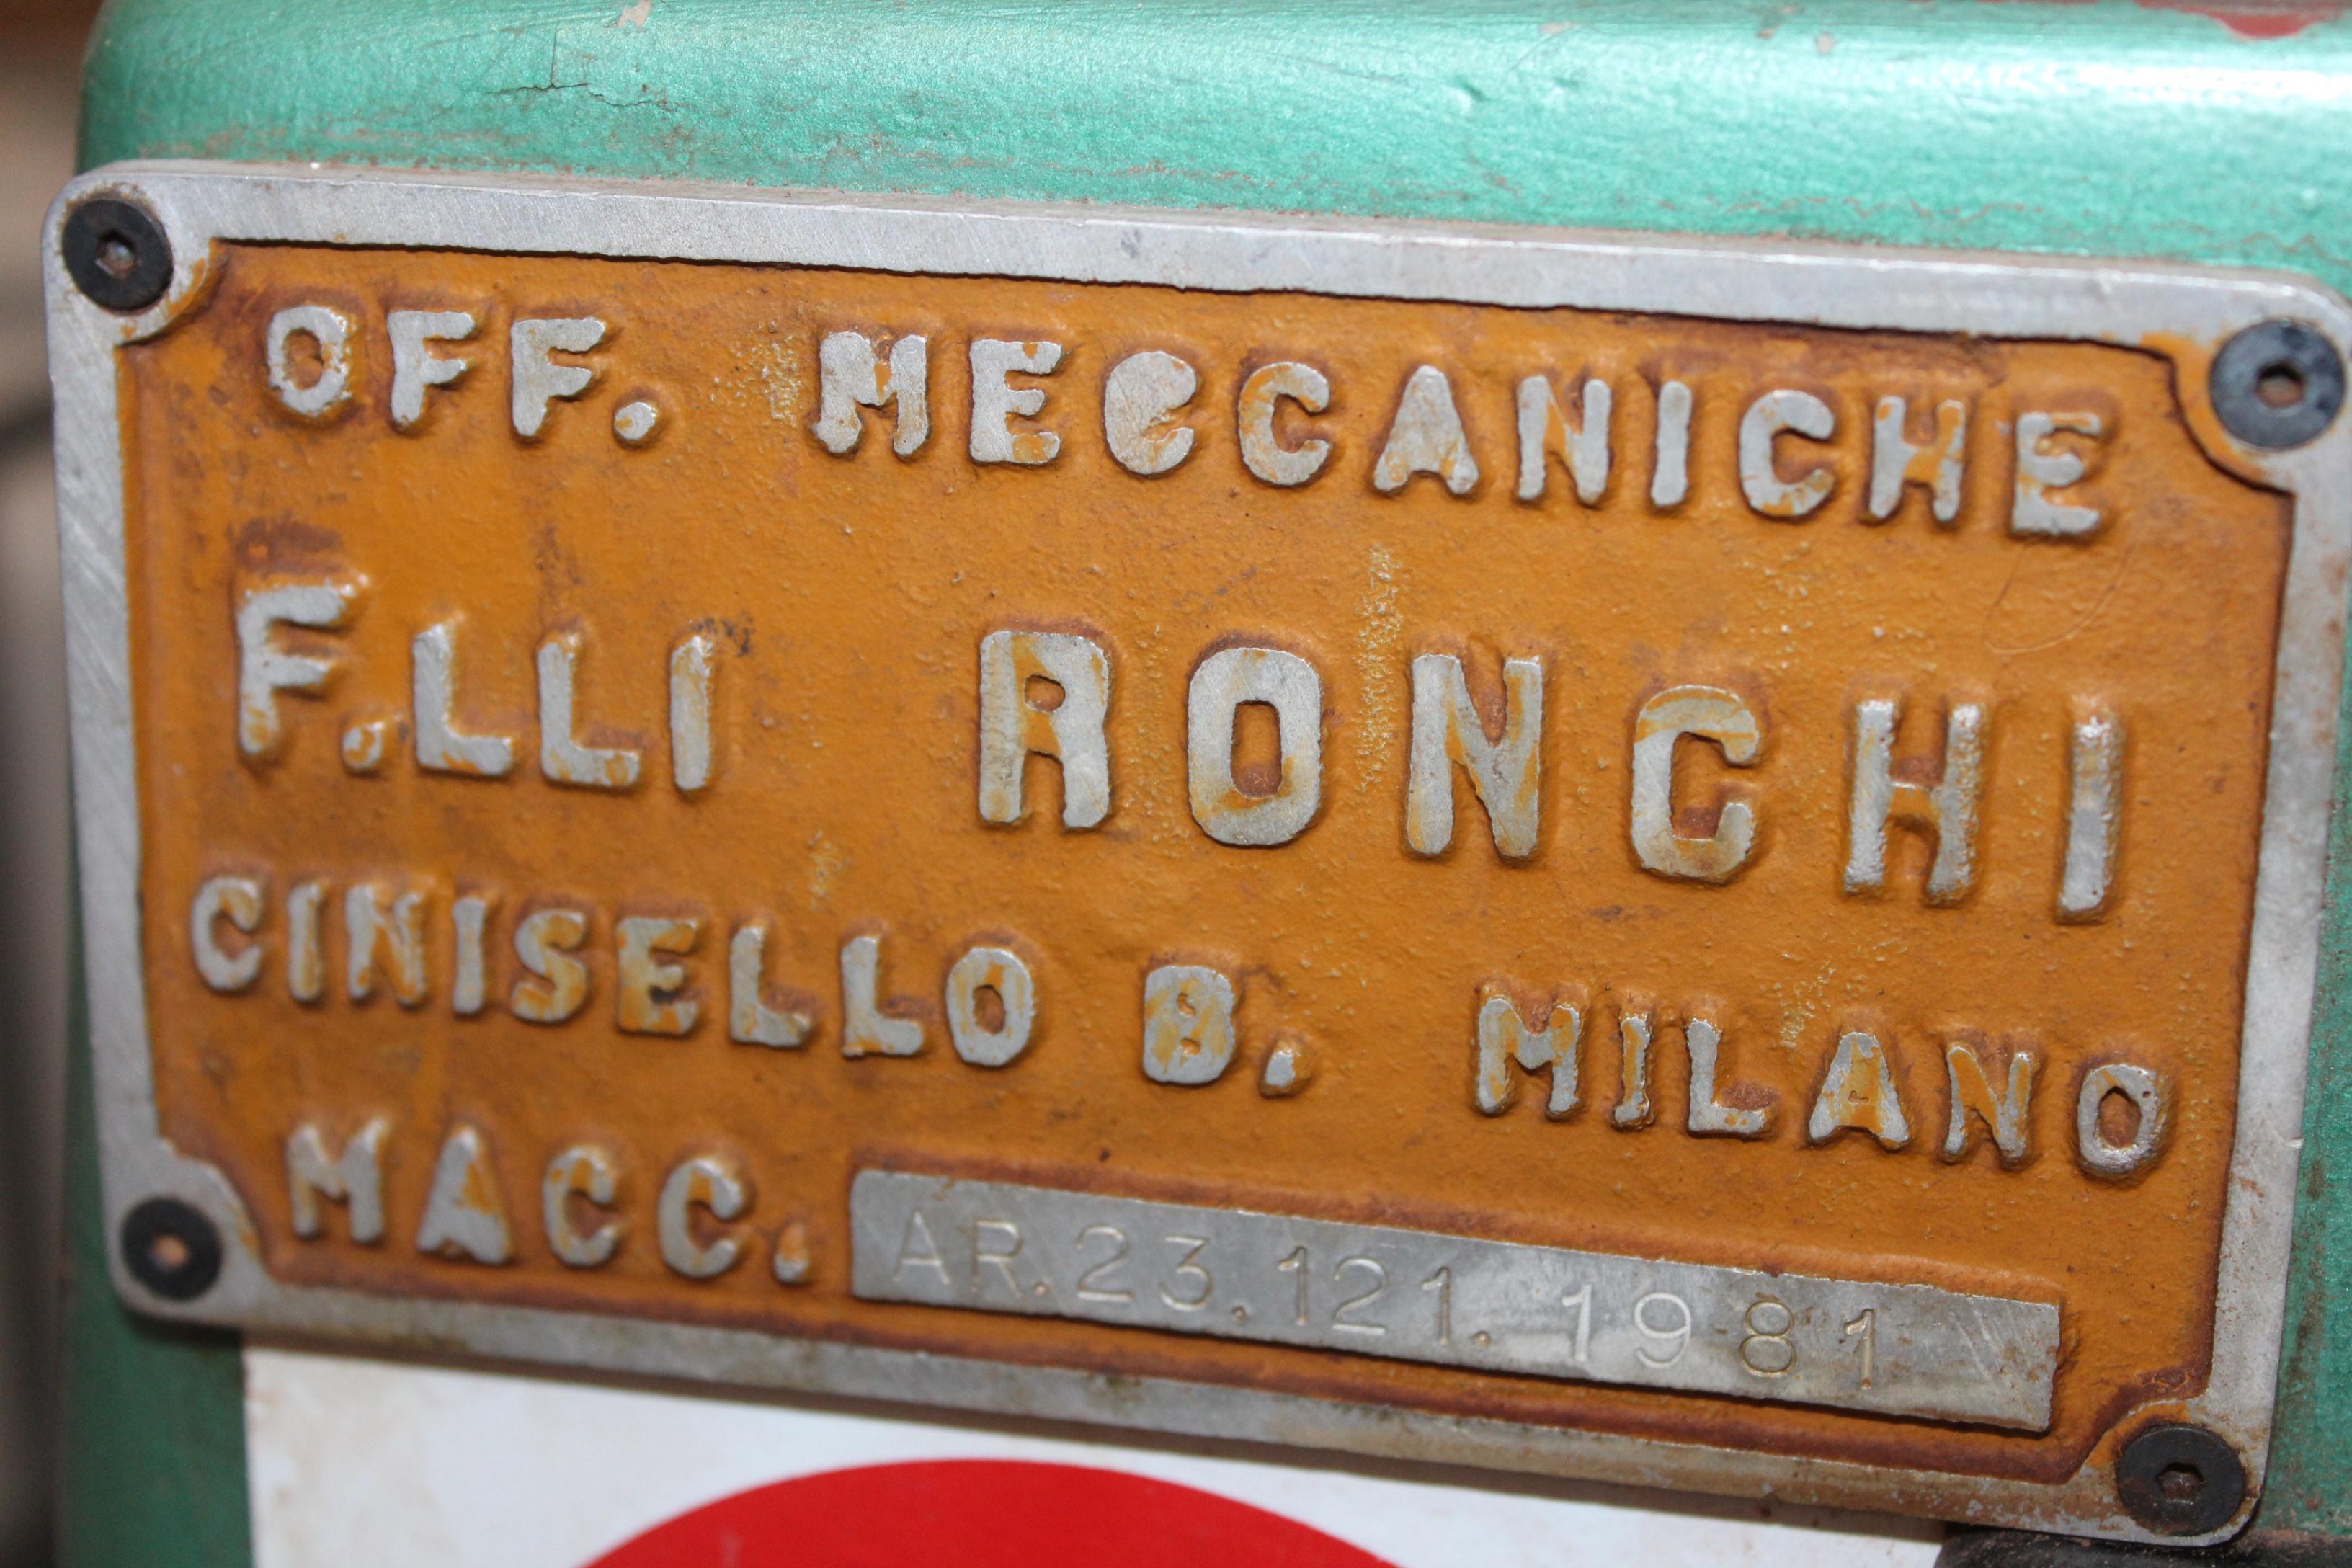 OFF. MECCANICHE
F.LLI RONCHI
CINISELLO B. MILANO
MACC. AR.23.121.1981